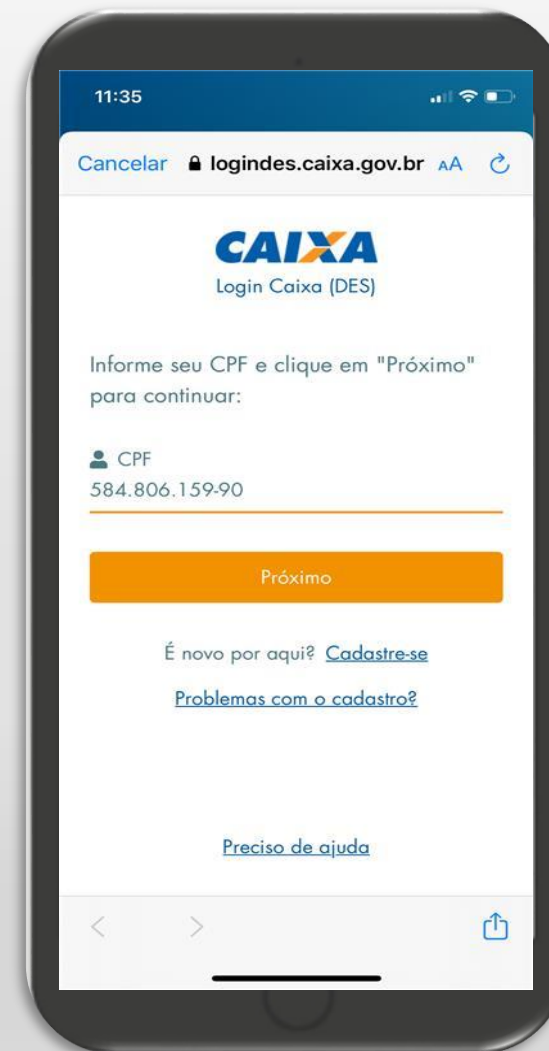 11:35
Cancelar logindes.caixa.gov.br AA
CAIXA
Login Caixa (DES)
Informe seu CPF e clique em "Próximo"
para continuar:
CPF
584.806.159-90
Próximo
É novo por aqui? Cadastre-se
Problemas com o cadastro?
Preciso de ajuda